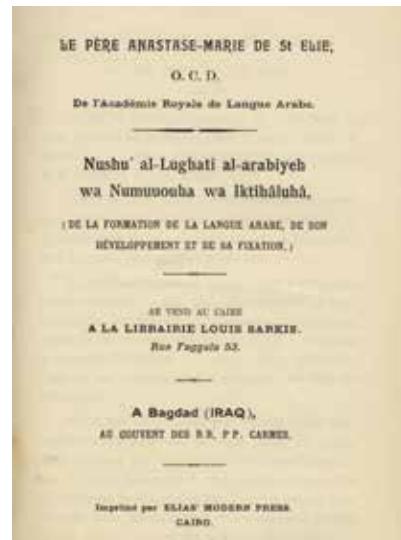 LE PÈRE ANASTASE-MARIE DE St ELIE,
O. C. D.
De l'Académie Royale de Langue Arabe.
Nushu' al-Lughati al-arabiyeh
wa Numuuouha wa Iktihâluhâ,
( DE LA FORMATION DE LA LANGUE ARABE, DE SON
DÉVELOPPEMENT ET DE SA FIXATION. )
SE VEND AU CAIRE
A LA LIBRAIRIE LOUIS SARKIS.
Rue Faggala 53.
A Bagdad (IRAQ),
AU COUVENT DES R.R. P P. CARMES.
Imprimé par ELIAS' MODERN PRESS.
CAIRO.